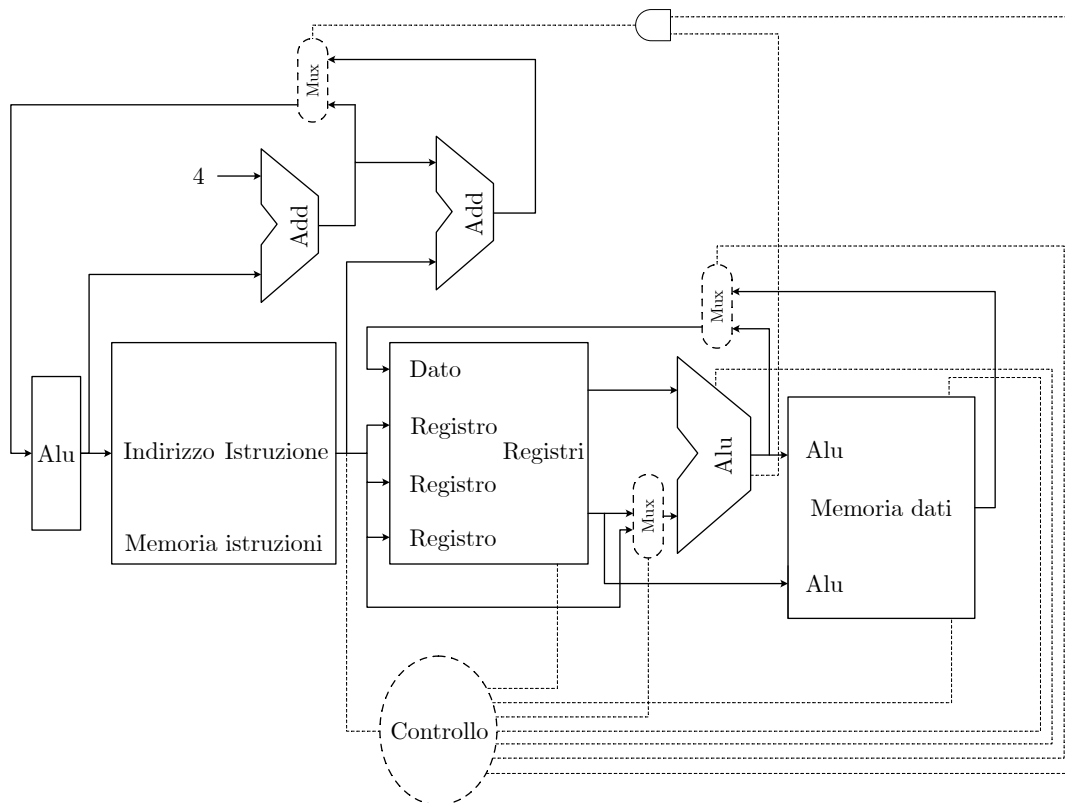 Mux
4
Add
Add
Mux
Dato
Registro
Alu
Indirizzo Istruzione
Registri
Alu
Alu
Registro
Mux
Memoria dati
Memoria istruzioni
Registro
Alu
Controllo